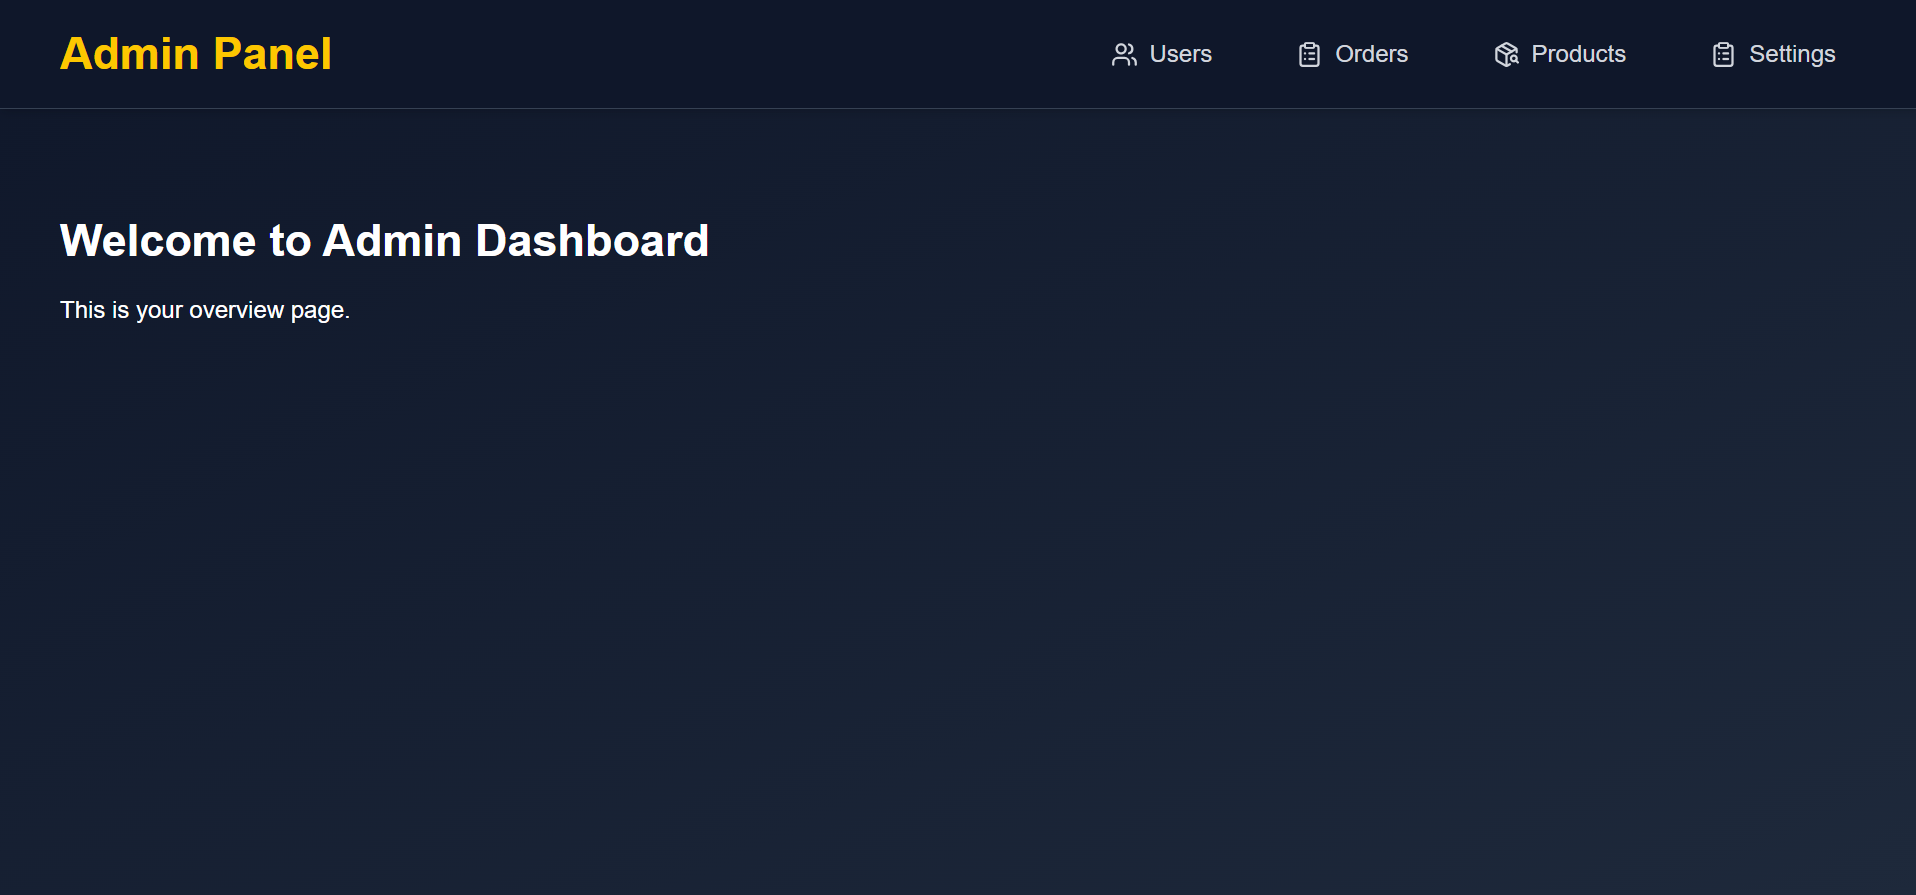 Admin Panel
Users
Orders
Products
Settings
Welcome to Admin Dashboard
This is your overview page.